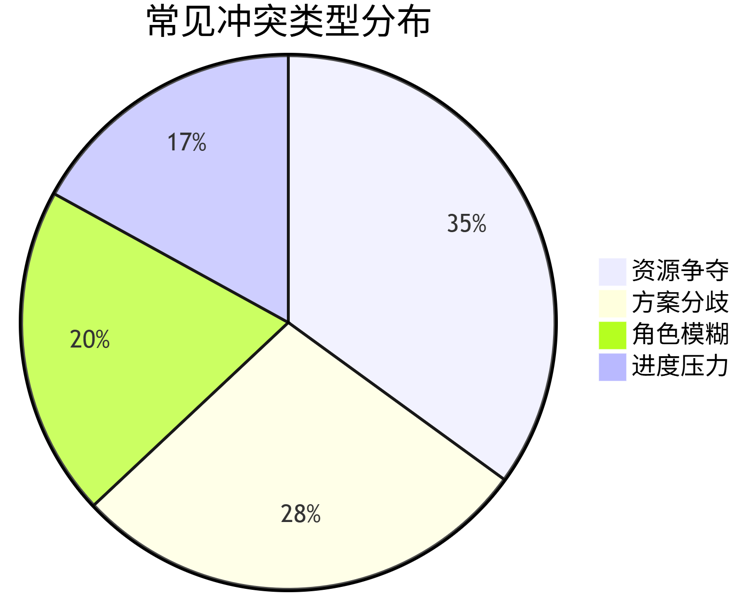 常见冲突类型分布
17%
35%
20%
28%
资源争夺
方案分歧
角色模糊
进度压力